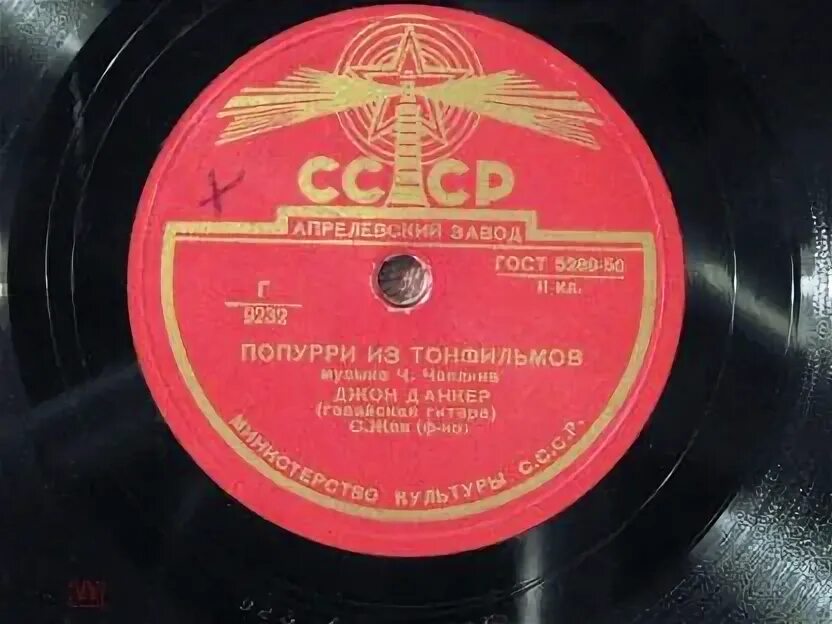 СССР
АПРЕЛЕВСКИЙ ЗАВОД
ГОСТ 5289-50
II-кл.
Г
9232
ПОПУРРИ ИЗ ТОНФИЛЬМОВ
музыка Ч. Чаплина
ДЖОН ДАНКЕР
(гавайская гитара)
(ф-но)
МИНИСТЕРСТВО КУЛЬТУРЫ С.С.С.Р.